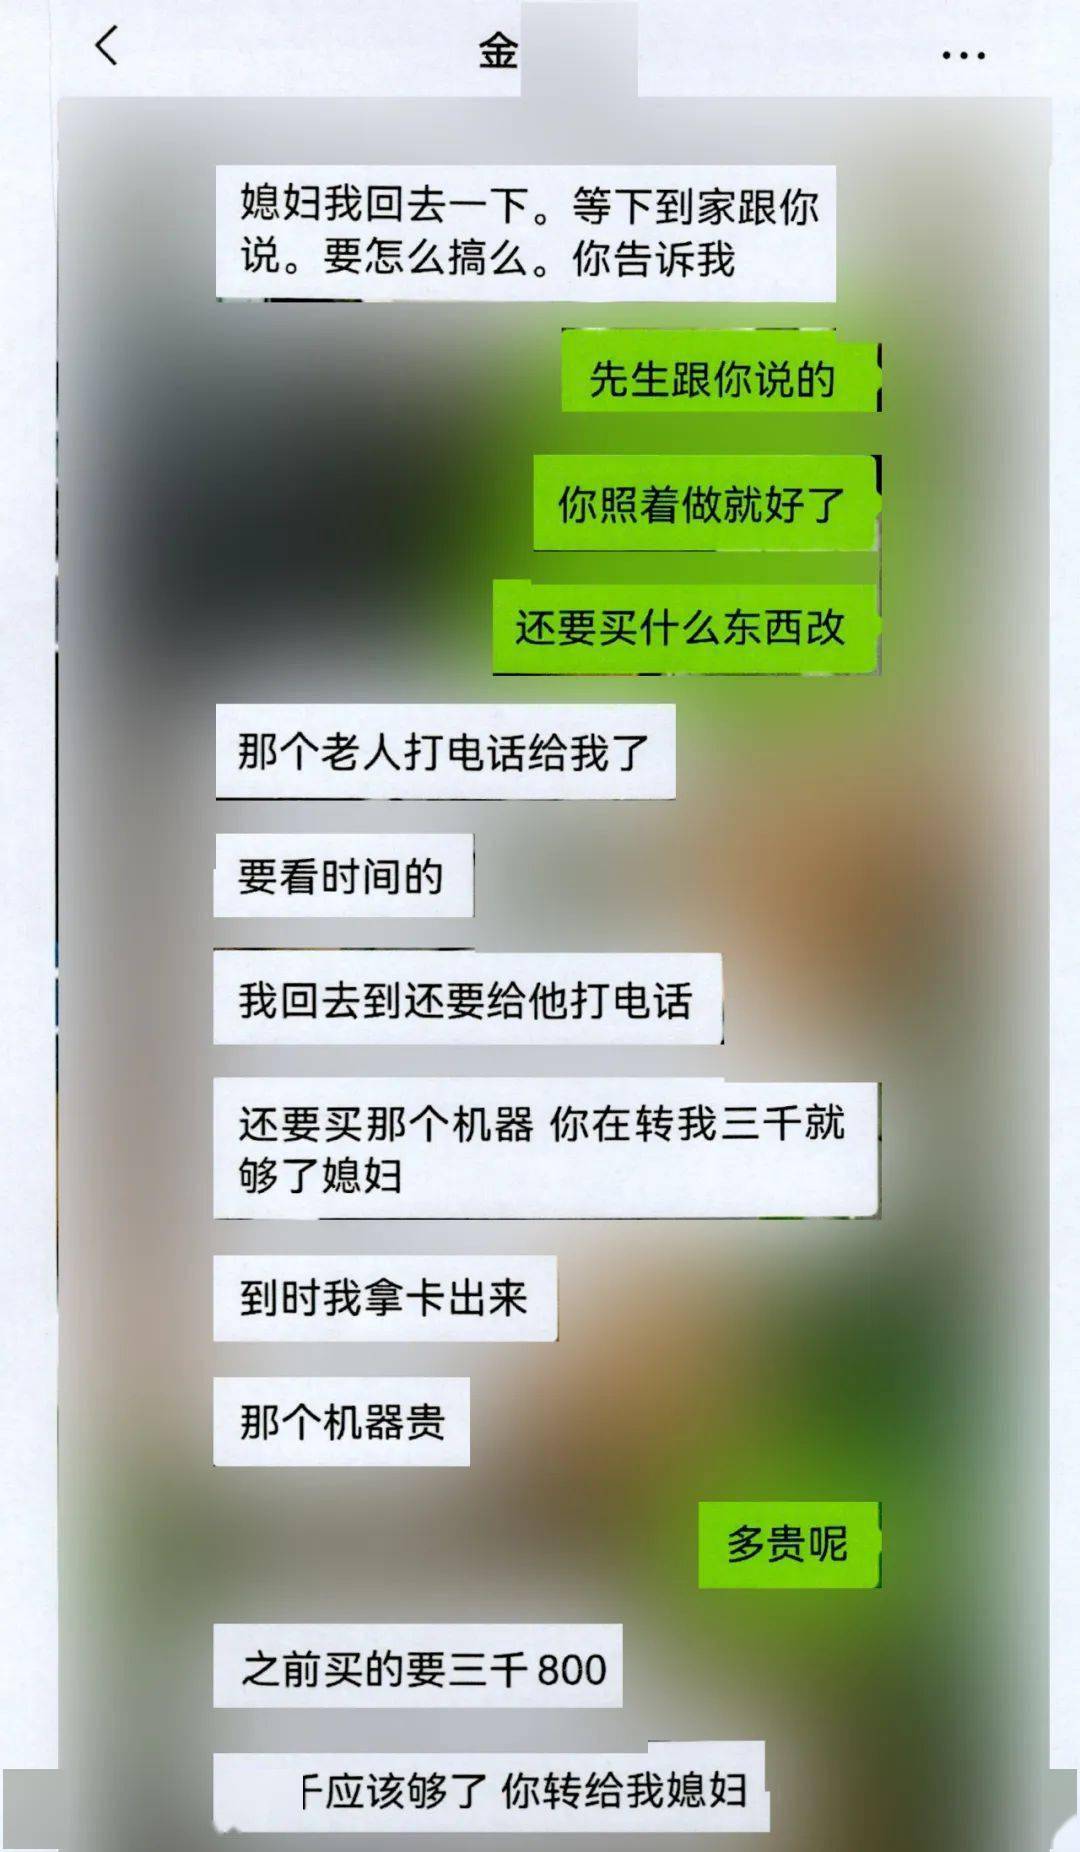 金
媳妇我回去一下。等下到家跟你
说。要怎么搞么。你告诉我
先生跟你说的
你照着做就好了
还要买什么东西改
那个老人打电话给我了
要看时间的
我回去到还要给他打电话
还要买那个机器 你在转我三千就
够了媳妇
到时我拿卡出来
那个机器贵
多贵呢
之前买的要三千800
应该够了 你转给我媳妇